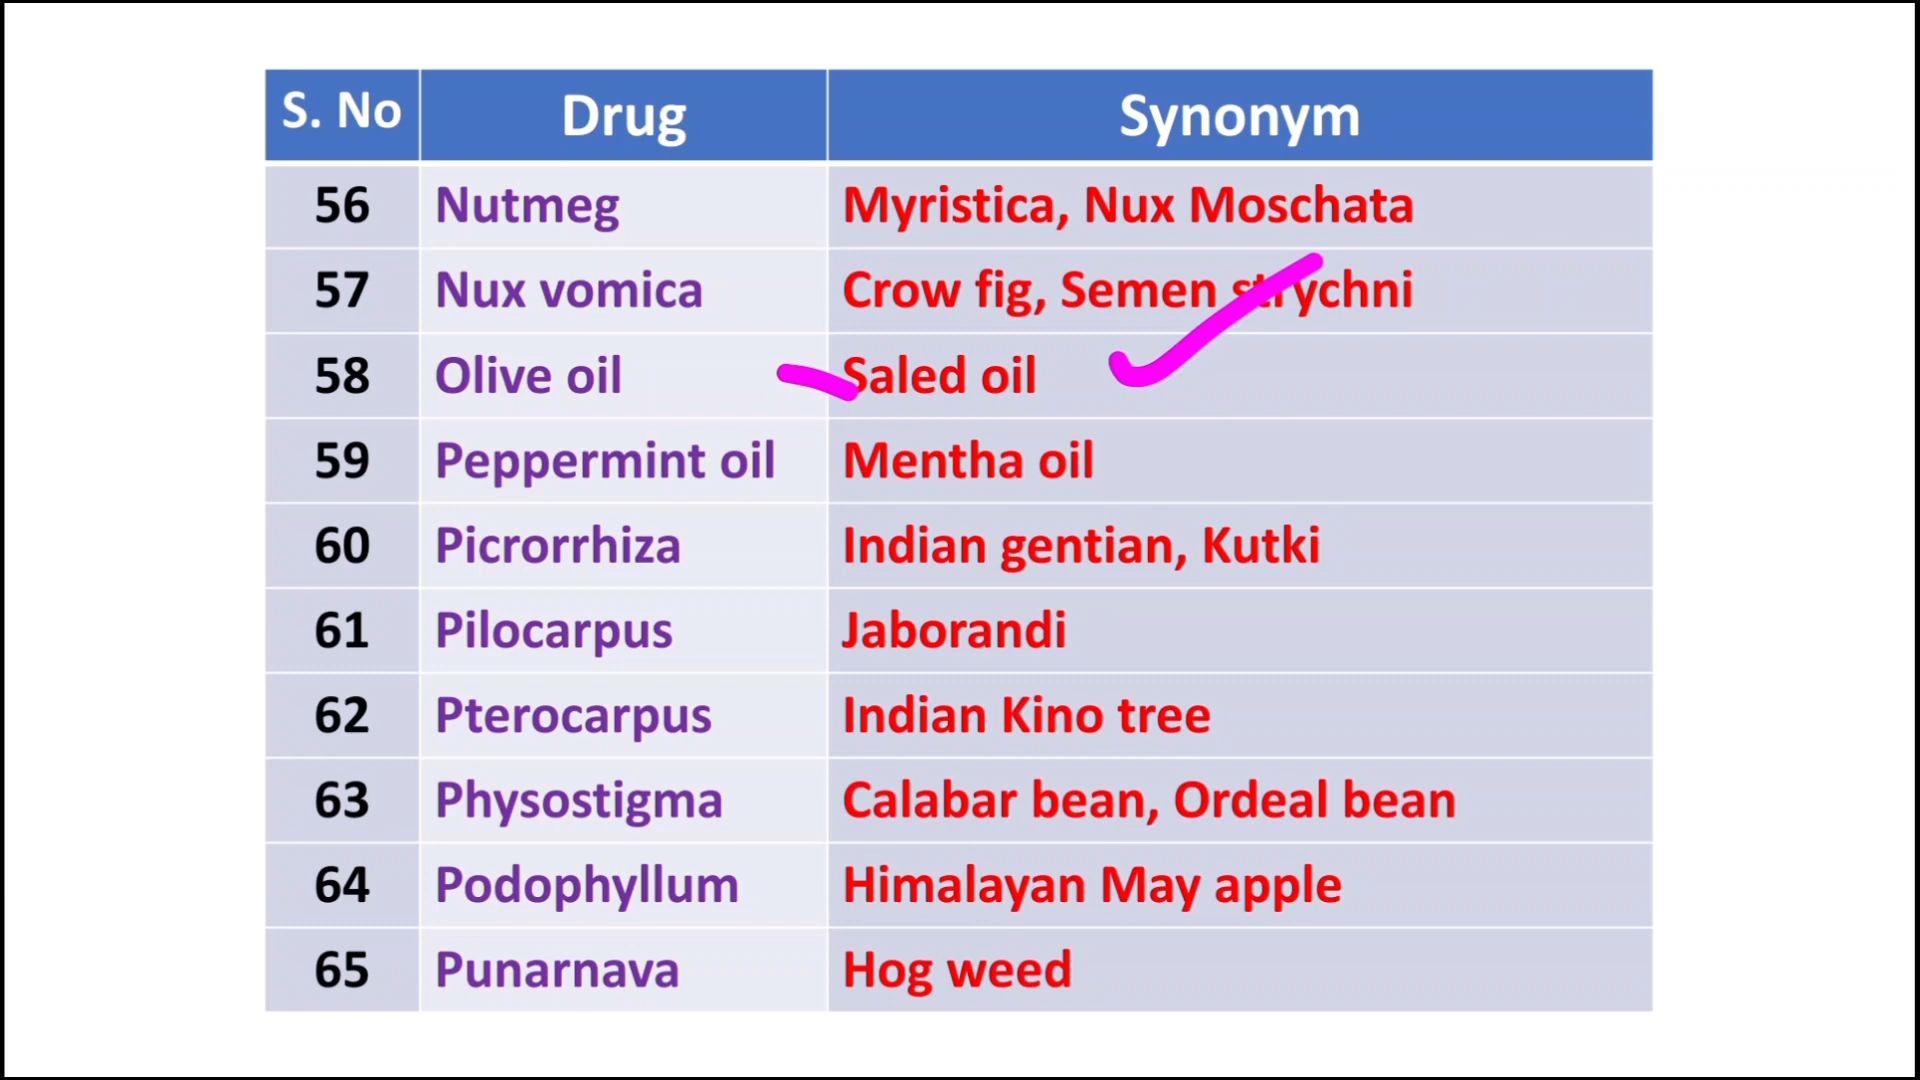 S. No Drug Synonym
56 Nutmeg Myristica, Nux Moschata
57 Nux vomica Crow fig, Semen strychni
58 Olive oil Saled oil
59 Peppermint oil Mentha oil
60 Picrorrhiza Indian gentian, Kutki
61 Pilocarpus Jaborandi
62 Pterocarpus Indian Kino tree
63 Physostigma Calabar bean, Ordeal bean
64 Podophyllum Himalayan May apple
65 Punarnava Hog weed